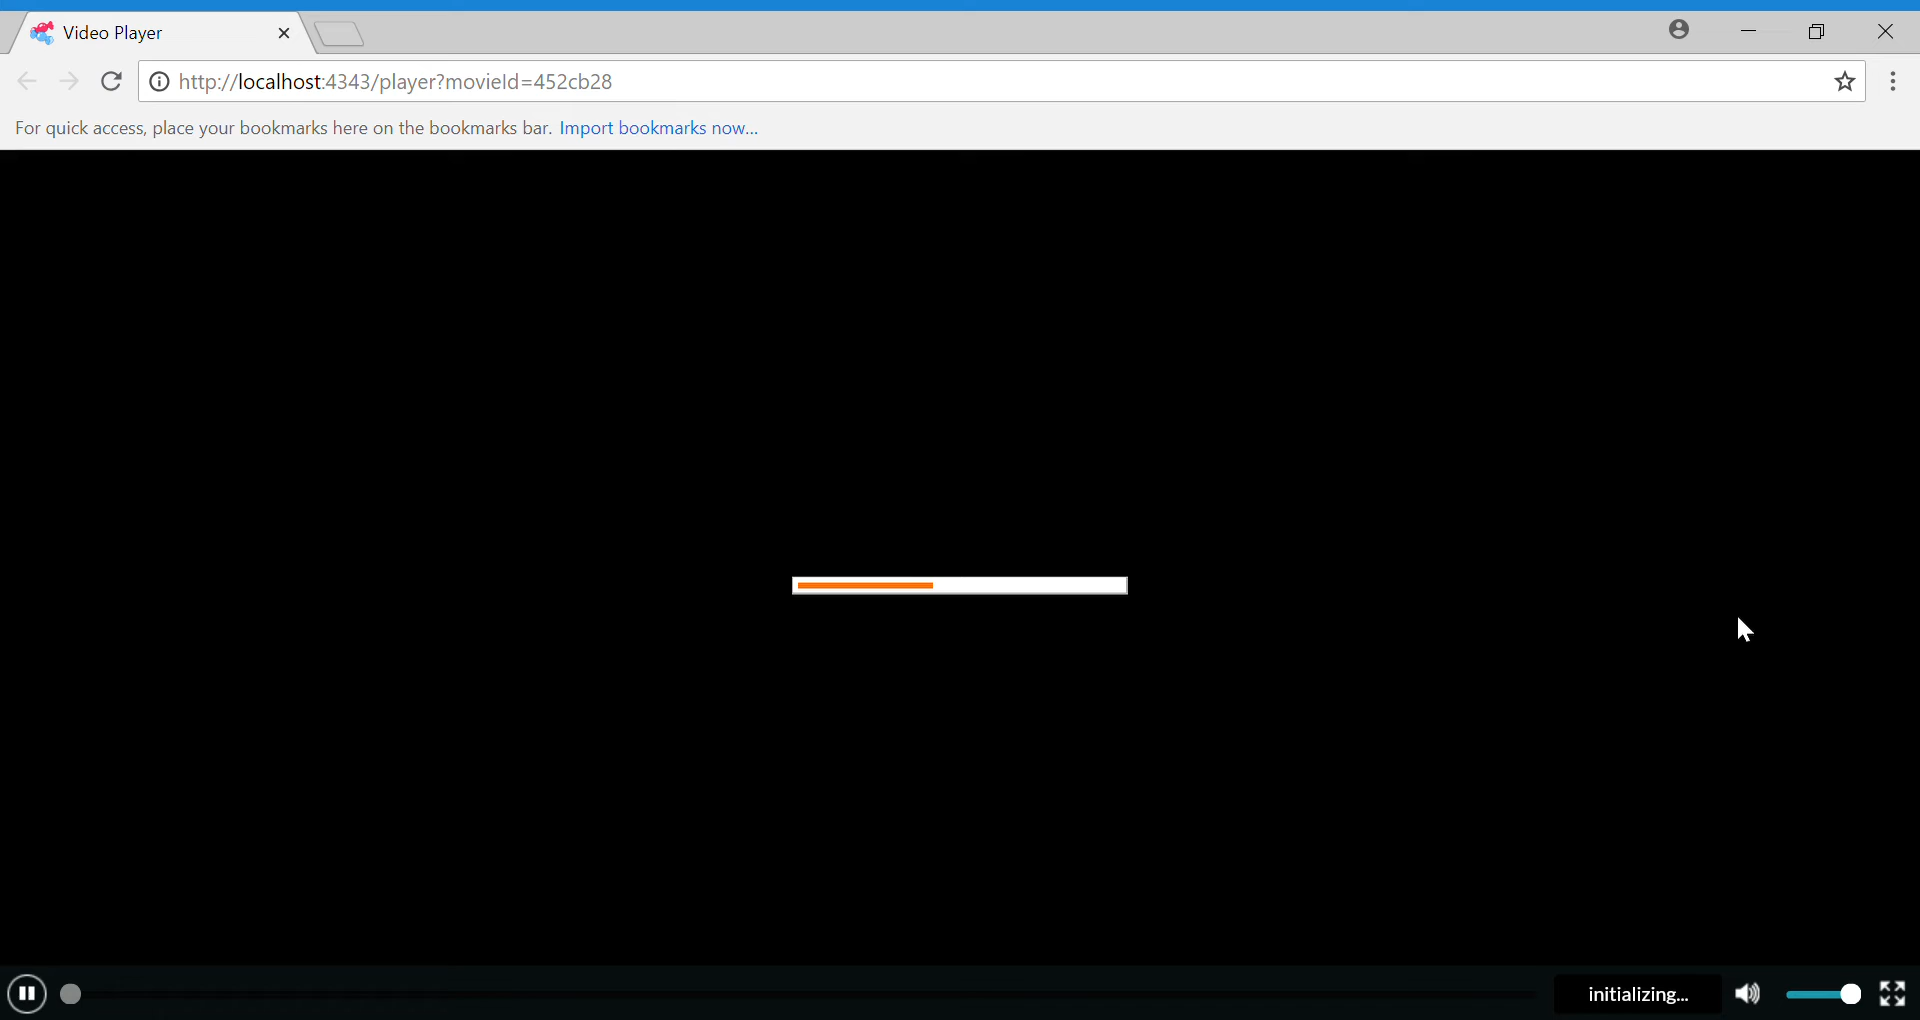 Video Player
http://localhost:4343/player?movieId=452cb28
For quick access, place your bookmarks here on the bookmarks bar. Import bookmarks now...
initializing...